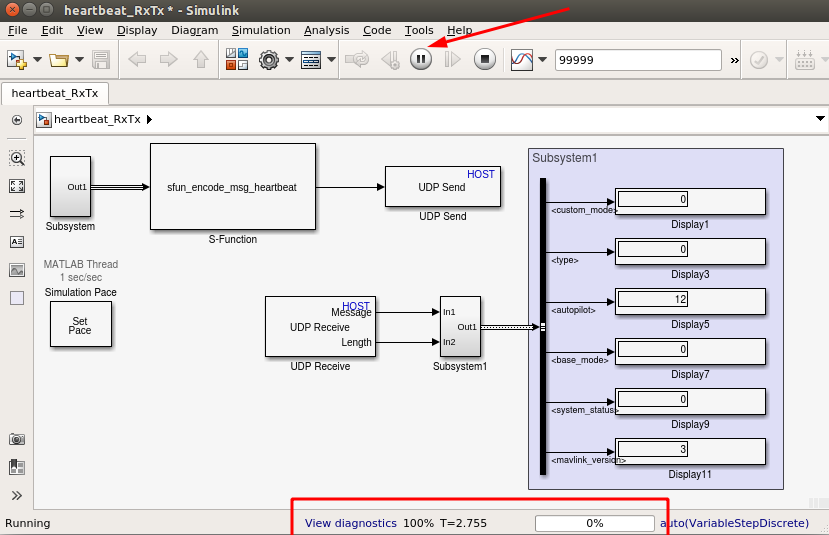 heartbeat_RxTx * - Simulink
File Edit View Display Diagram Simulation Analysis Code Tools Help
99999 »
heartbeat_RxTx
heartbeat_RxTx
Subsystem1
Out1
Subsystem
sfun_encode_msg_heartbeat
S-Function
HOST
UDP Send
UDP Send
MATLAB Thread
1 sec/sec
Simulation Pace
Set
Pace
HOST
Message
UDP Receive
Length
UDP Receive
In1
Out1
In2
Subsystem1
<custom_mode>
0
Display1
<type>
0
Display3
<autopilot>
12
Display5
<base_mode>
0
Display7
<system_status>
0
Display9
<mavlink_version>
3
Display11
Running View diagnostics 100% T=2.755 0% auto(VariableStepDiscrete)